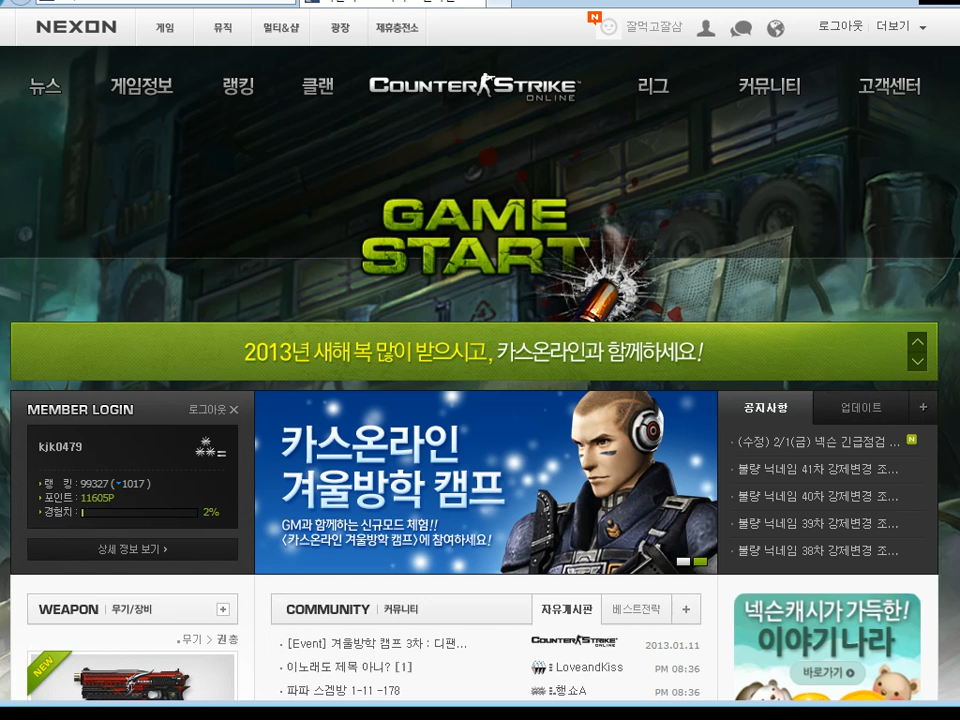 NEXON 게임 뮤직 멀티&샵 광장 제휴충전소 N 잘먹고잘삼 로그아웃 더보기
뉴스 게임정보 랭킹 클랜 COUNTER STRIKE ONLINE 리그 커뮤니티 고객센터
GAME
START
2013년 새해 복 많이 받으시고, 카스온라인과 함께하세요!
MEMBER LOGIN 로그아웃
kjk0479
랭 킹 : 99327 ( 1017 )
포인트 : 11605P
경험치 : 2%
상세 정보 보기
카스온라인
겨울방학 캠프
GM과 함께하는 신규모드 체험!!
<카스온라인 겨울방학 캠프>에 참여하세요!
공지사항 업데이트 +
(수정) 2/1(금) 넥슨 긴급점검 ... N
불량 닉네임 41차 강제변경 조...
불량 닉네임 40차 강제변경 조...
불량 닉네임 39차 강제변경 조...
불량 닉네임 38차 강제변경 조...
WEAPON 무기/장비 +
무기 > 권총
NEW
COMMUNITY 커뮤니티 자유게시판 베스트전략 +
[Event] 겨울방학 캠프 3차 : 디팬... COUNTER STRIKE ONLINE 2013.01.11
이노래도 제목 아니? [1] LoveandKiss PM 08:36
파파 스겜방 1-11 -178 행쇼A PM 08:36
넥슨캐시가 가득한!
이야기나라
바로가기